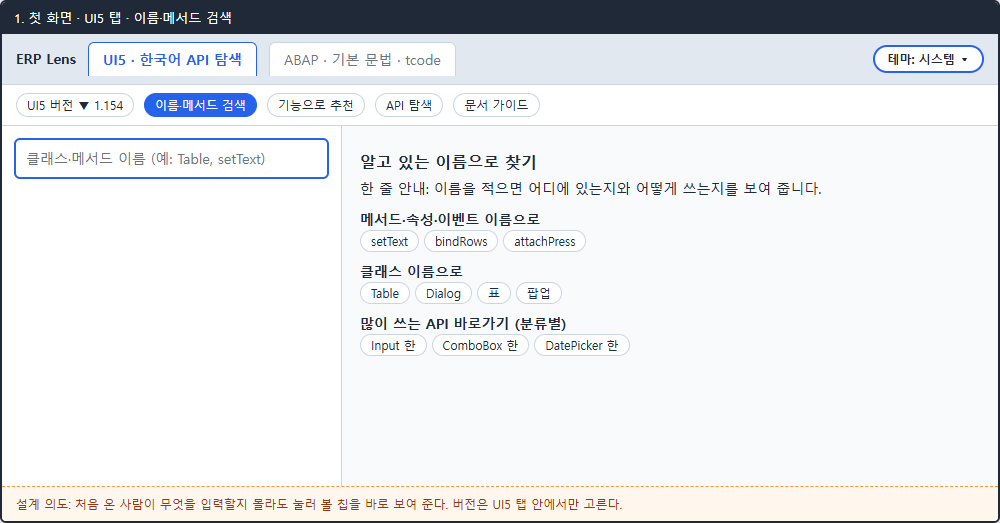 1. 첫 화면 · UI5 탭 · 이름·메서드 검색
ERP Lens UI5 · 한국어 API 탐색 ABAP · 기본 문법 · tcode 테마: 시스템 ▾
UI5 버전 ▼ 1.154 이름·메서드 검색 기능으로 추천 API 탐색 문서 가이드
클래스·메서드 이름 (예: Table, setText)
알고 있는 이름으로 찾기
한 줄 안내: 이름을 적으면 어디에 있는지와 어떻게 쓰는지를 보여 줍니다.
메서드·속성·이벤트 이름으로
setText bindRows attachPress
클래스 이름으로
Table Dialog 표 팝업
많이 쓰는 API 바로가기 (분류별)
Input 한 ComboBox 한 DatePicker 한
설계 의도: 처음 온 사람이 무엇을 입력할지 몰라도 눌러 볼 칩을 바로 보여 준다. 버전은 UI5 탭 안에서만 고른다.